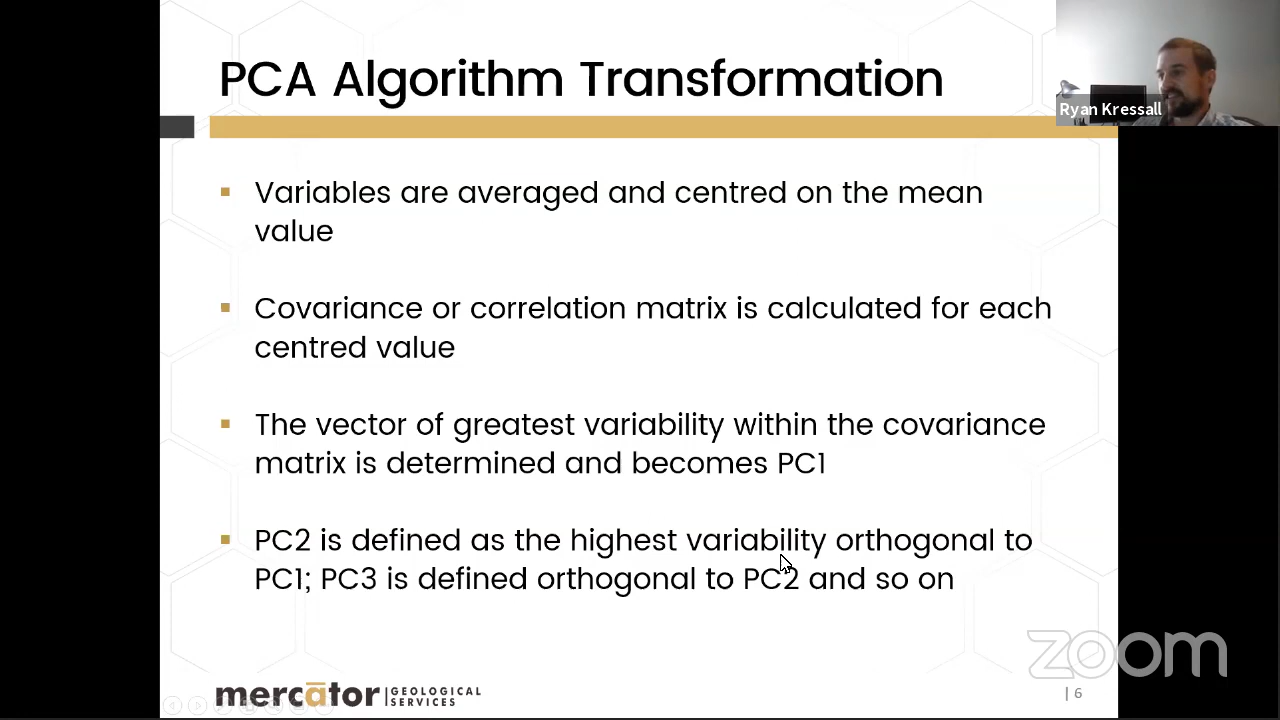 PCA Algorithm Transformation
Ryan Kressall
▪ Variables are averaged and centred on the mean
value
▪ Covariance or correlation matrix is calculated for each
centred value
▪ The vector of greatest variability within the covariance
matrix is determined and becomes PC1
▪ PC2 is defined as the highest variability orthogonal to
PC1; PC3 is defined orthogonal to PC2 and so on
zoom
mercātor | GEOLOGICAL
SERVICES
| 6